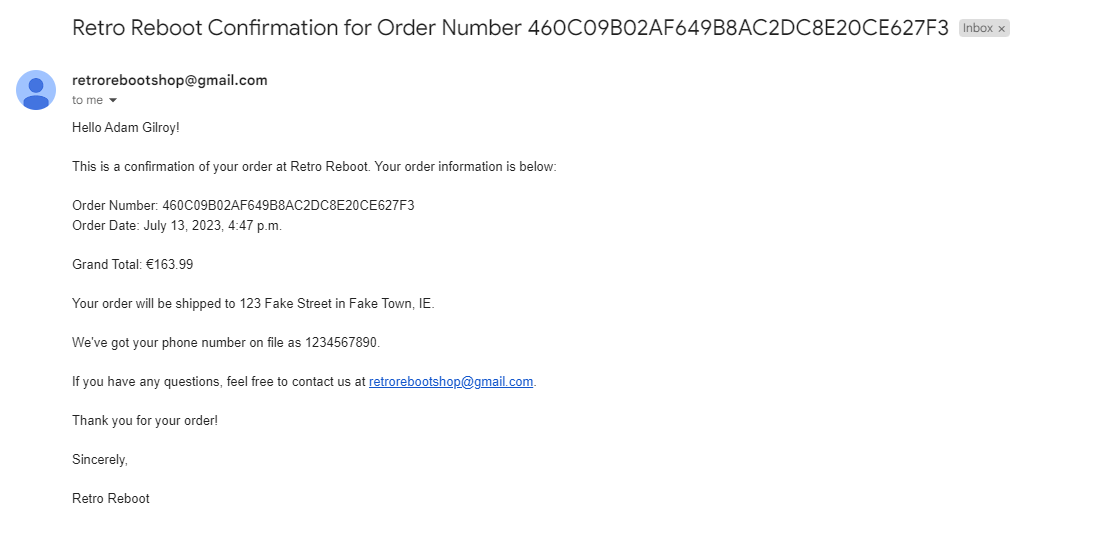 Retro Reboot Confirmation for Order Number 460C09B02AF649B8AC2DC8E20CE627F3 Inbox ×
retrorebootshop@gmail.com
to me
Hello Adam Gilroy!
This is a confirmation of your order at Retro Reboot. Your order information is below:
Order Number: 460C09B02AF649B8AC2DC8E20CE627F3
Order Date: July 13, 2023, 4:47 p.m.
Grand Total: €163.99
Your order will be shipped to 123 Fake Street in Fake Town, IE.
We've got your phone number on file as 1234567890.
If you have any questions, feel free to contact us at retrorebootshop@gmail.com.
Thank you for your order!
Sincerely,
Retro Reboot